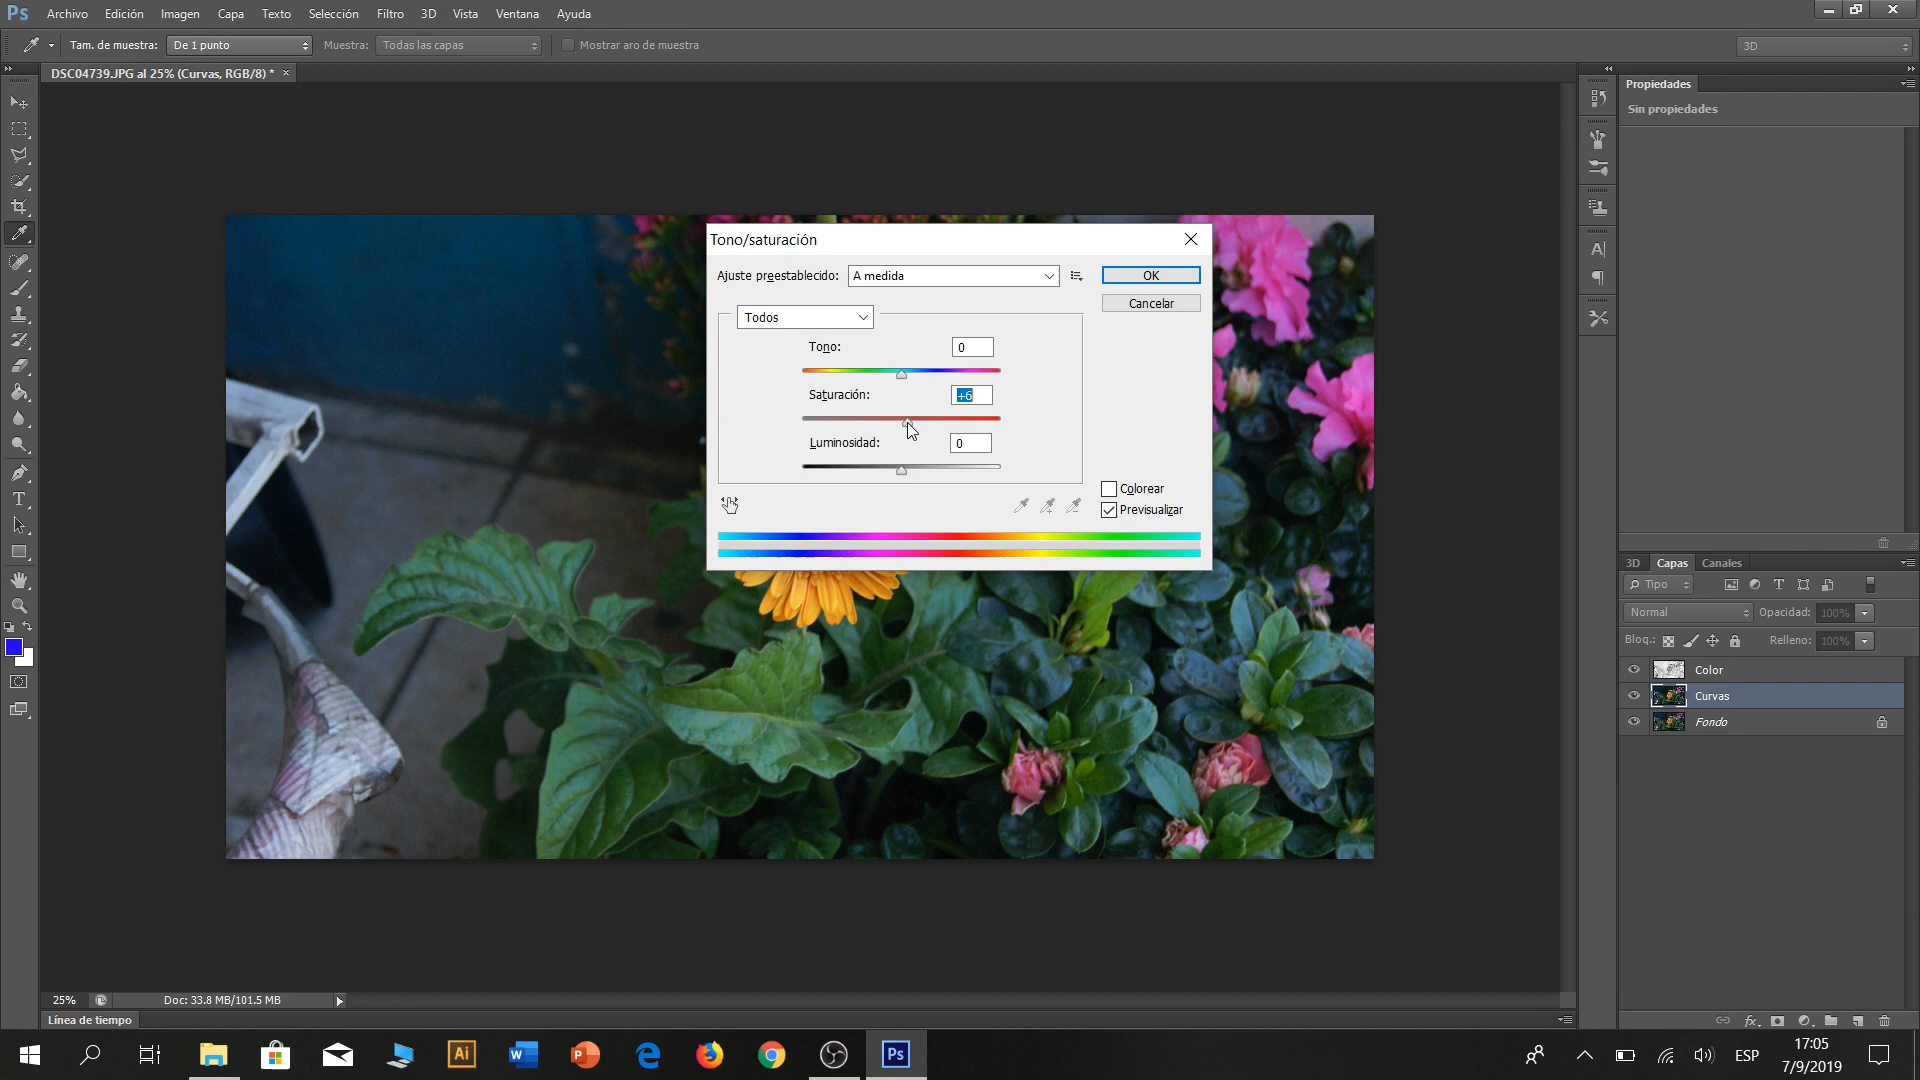 Ps Archivo Edición Imagen Capa Texto Selección Filtro 3D Vista Ventana Ayuda
Tam. de muestra: De 1 punto Muestra: Todas las capas Mostrar aro de muestra 3D
DSC04739.JPG al 25% (Curvas, RGB/8) * ×
Propiedades
Sin propiedades
Tono/saturación
Ajuste preestablecido: A medida OK
Cancelar
Todos
Tono: 0
Saturación: +6
Luminosidad: 0
Colorear
Previsualizar
3D Capas Canales
Tipo
Normal Opacidad: 100%
Bloq.: Relleno: 100%
Color
Curvas
Fondo
25% Doc: 33.8 MB/101.5 MB
Línea de tiempo
Ai W P Ps ESP
17:05
7/9/2019